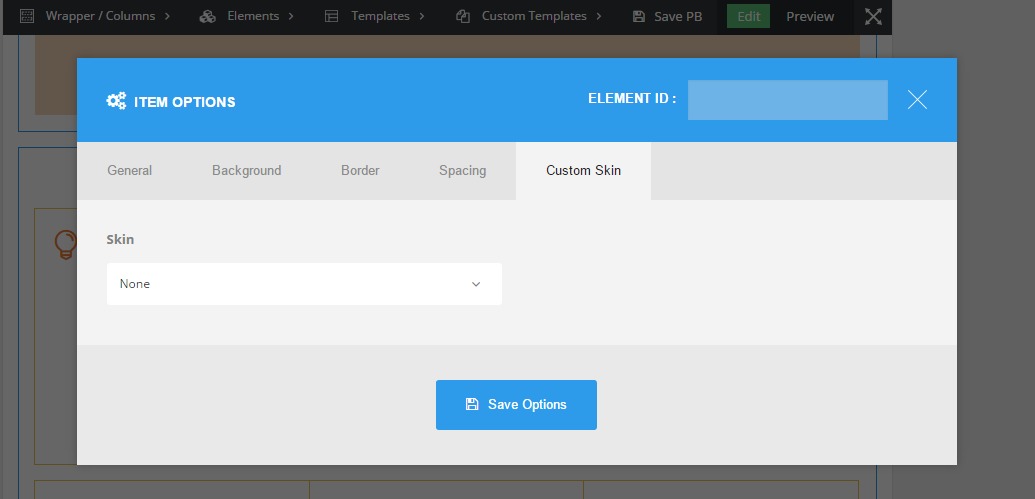 Wrapper / Columns
Elements
Templates
Custom Templates
Save PB
Edit
Preview
ITEM OPTIONS
ELEMENT ID :
General
Background
Border
Spacing
Custom Skin
Skin
None
Save Options